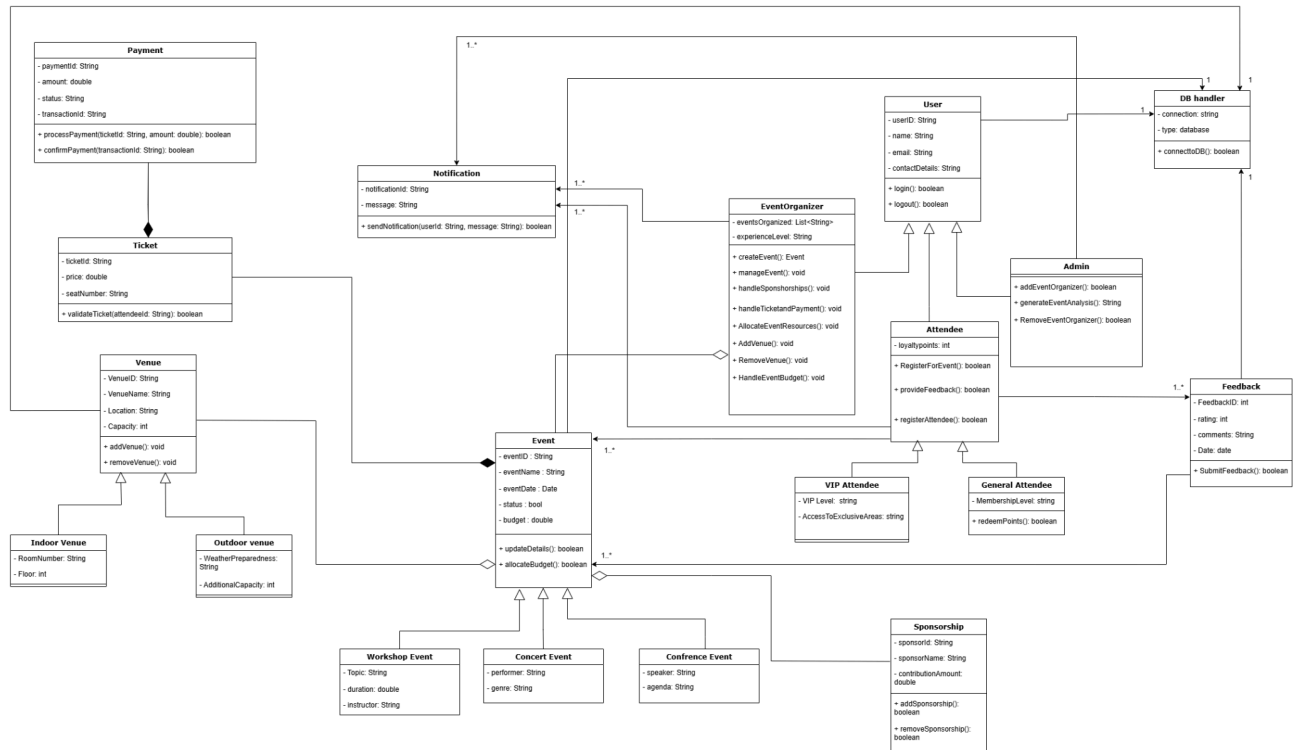 Payment
- paymentId: String
- amount: double
- status: String
- transactionId: String
+ processPayment(ticketId: String, amount: double): boolean
+ confirmPayment(transactionId: String): boolean
Ticket
- ticketId: String
- price: double
- seatNumber: String
+ validateTicket(attendeeId: String): boolean
Venue
- VenueID: String
- VenueName: String
- Location: String
- Capacity: int
+ addVenue(): void
+ removeVenue(): void
Indoor Venue
- RoomNumber: String
- Floor: int
Outdoor venue
- WeatherPreparedness:
String
- AdditionalCapacity: int
1..*
Notification
- notificationId: String
- message: String
+ sendNotification(userId: String, message: String): boolean
1..*
1..*
EventOrganizer
- eventsOrganized: List<String>
- experienceLevel: String
+ createEvent(): Event
+ manageEvent(): void
+ handleSponshorships(): void
+ handleTicketandPayment(): void
+ AllocateEventResources(): void
+ AddVenue(): void
+ RemoveVenue(): void
+ HandleEventBudget(): void
User
- userID: String
- name: String
- email: String
- contactDetails: String
+ login(): boolean
+ logout(): boolean
1
1
1
DB handler
- connection: string
- type: database
+ connecttoDB(): boolean
1
Admin
+ addEventOrganizer(): boolean
+ generateEventAnalysis(): String
+ RemoveEventOrganizer(): boolean
Attendee
- loyaltypoints: int
+ RegisterForEvent(): boolean
+ provideFeedback(): boolean
+ registerAttendee(): boolean
1..*
Feedback
- FeedbackID: int
- rating: int
- comments: String
- Date: date
+ SubmitFeedback(): boolean
VIP Attendee
- VIP Level: string
- AccessToExclusiveAreas: string
General Attendee
- MembershipLevel: string
+ redeemPoints(): boolean
1..*
Event
- eventID : String
- eventName : String
- eventDate : Date
- status : bool
- budget : double
+ updateDetails(): boolean
+ allocateBudget(): boolean
1..*
Workshop Event
- Topic: String
- duration: double
- instructor: String
Concert Event
- performer: String
- genre: String
Confrence Event
- speaker: String
- agenda: String
Sponsorship
- sponsorId: String
- sponsorName: String
- contributionAmount:
double
+ addSponsorship():
boolean
+ removeSponsorship():
boolean